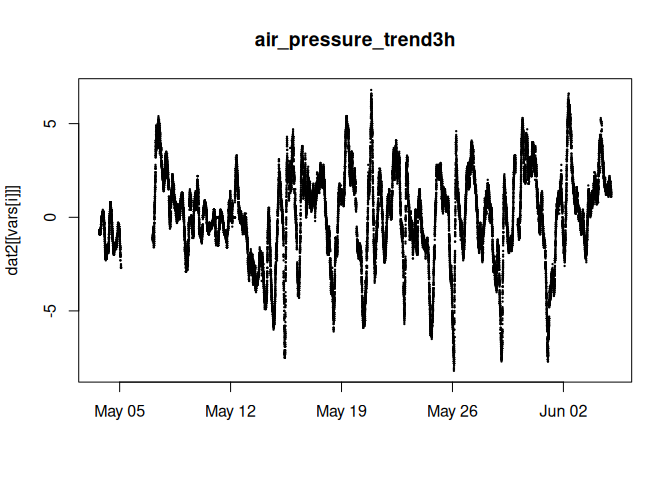 air_pressure_trend3h
dat2[[vars[i]]]
5
0
-5
May 05
May 12
May 19
May 26
Jun 02